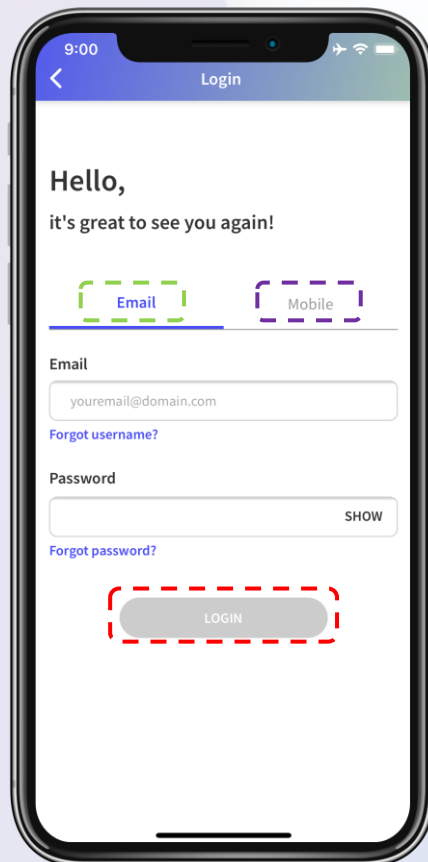 9:00
Login
Hello,
it's great to see you again!
Email Mobile
Email
youremail@domain.com
Forgot username?
Password
SHOW
Forgot password?
LOGIN